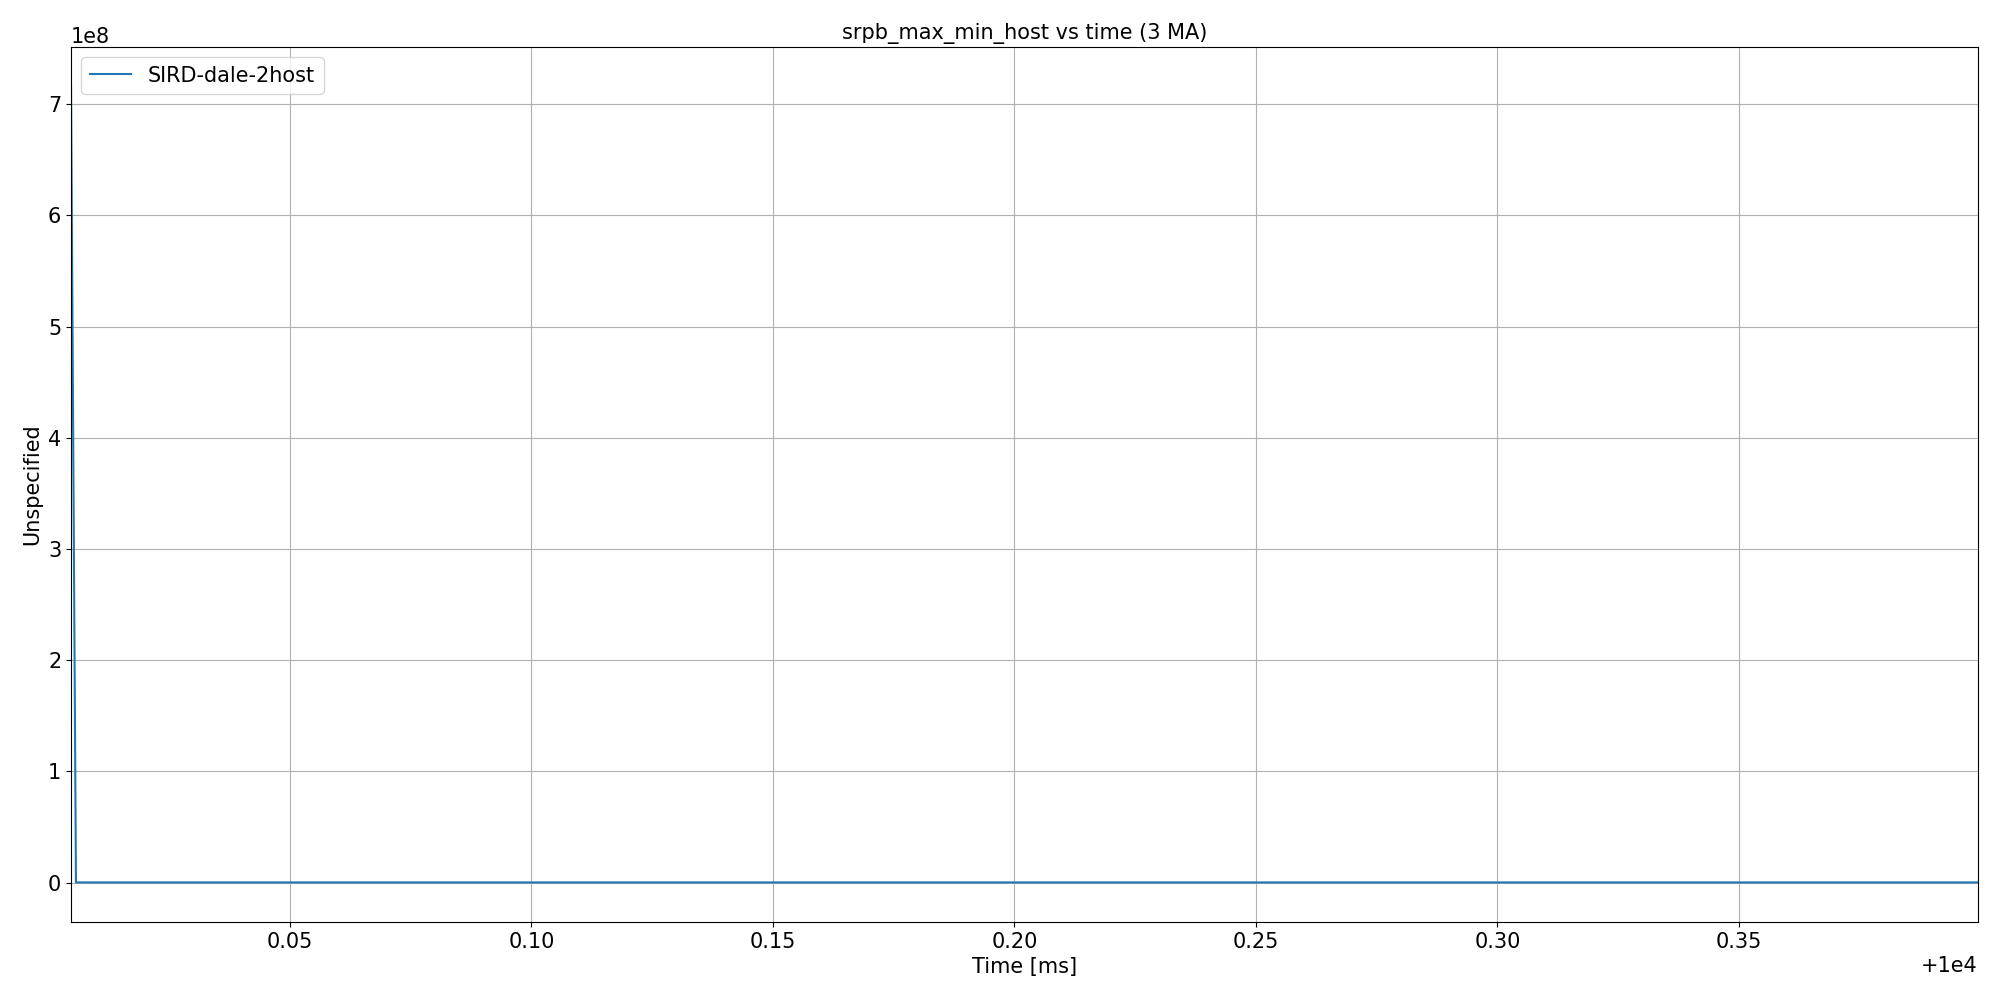 srpb_max_min_host vs time (3 MA)
1e8
SIRD-dale-2host
7
6
5
4
3
2
1
0
Unspecified
0.05 0.10 0.15 0.20 0.25 0.30 0.35
Time [ms]
+1e4